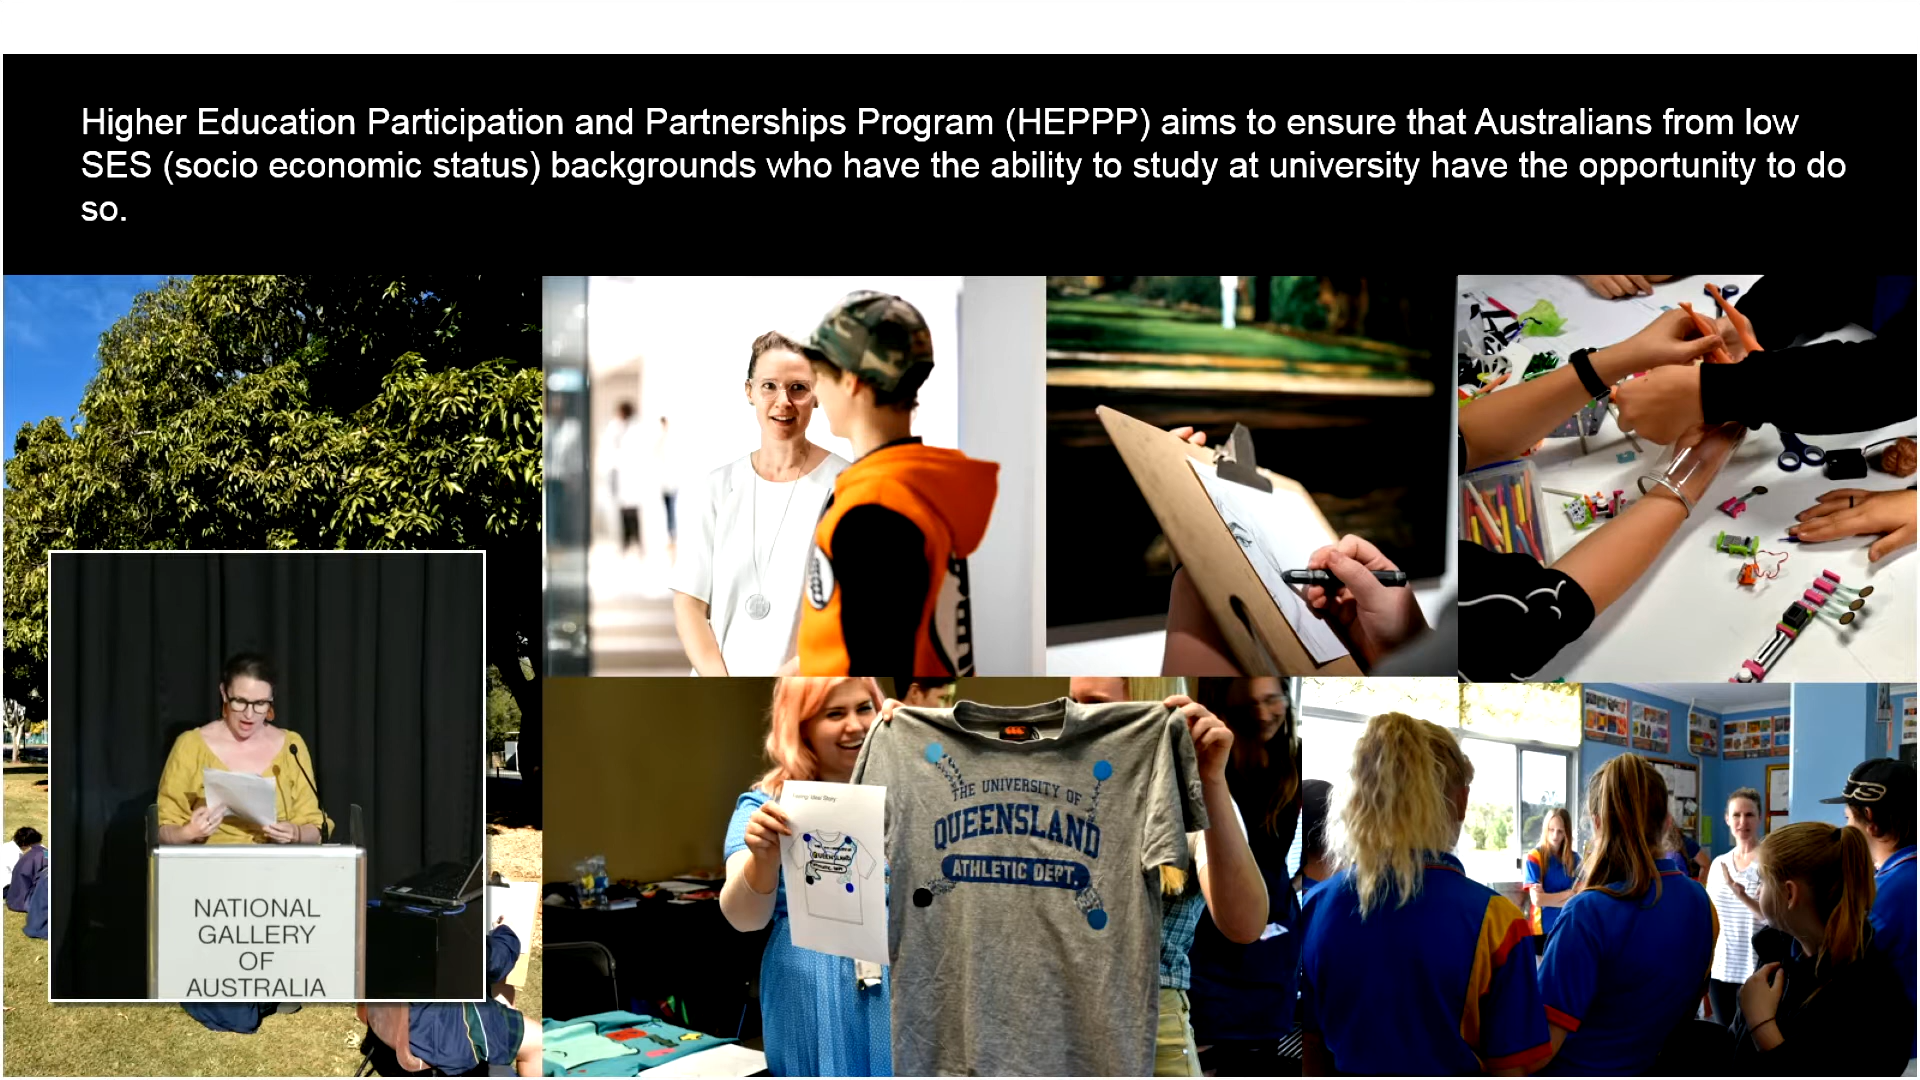 Higher Education Participation and Partnerships Program (HEPPP) aims to ensure that Australians from low
SES (socio economic status) backgrounds who have the ability to study at university have the opportunity to do
so.
NATIONAL
GALLERY
OF
AUSTRALIA
THE UNIVERSITY OF
QUEENSLAND
ATHLETIC DEPT.